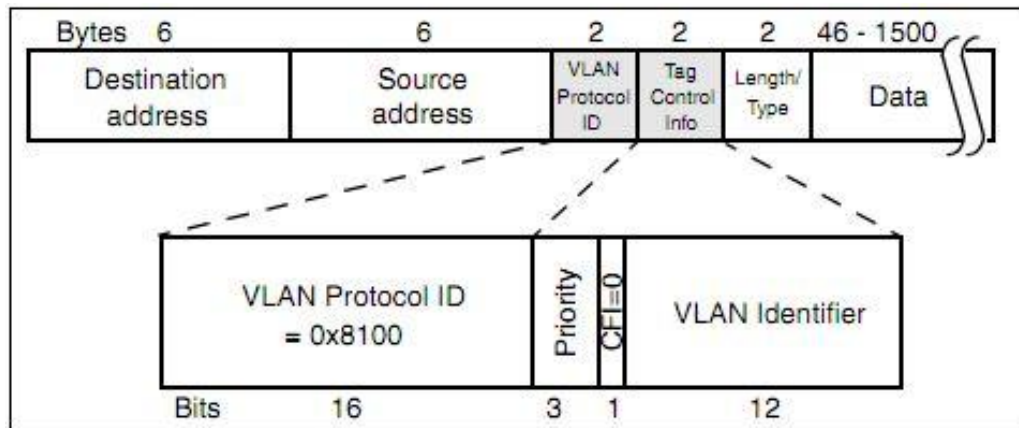 Bytes 6 6 2 2 2 46 - 1500
Destination
address
Source
address
VLAN
Protocol
ID
Tag
Control
Info
Length/
Type
Data
VLAN Protocol ID
= 0x8100
Priority
CFI=0
VLAN Identifier
Bits 16 3 1 12